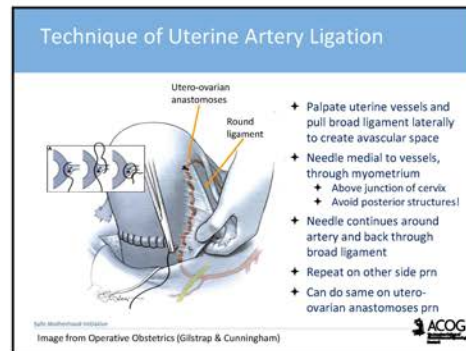 Technique of Uterine Artery Ligation
Utero-ovarian
anastomoses
Round
ligament
Palpate uterine vessels and
pull broad ligament laterally
to create avascular space
Needle medial to vessels,
through myometrium
Above junction of cervix
Avoid posterior structures!
Needle continues around
artery and back through
broad ligament
Repeat on other side prn
Can do same on utero-
ovarian anastomoses prn
Safe Motherhood Initiative
Image from Operative Obstetrics (Gilstrap & Cunningham)
ACOG